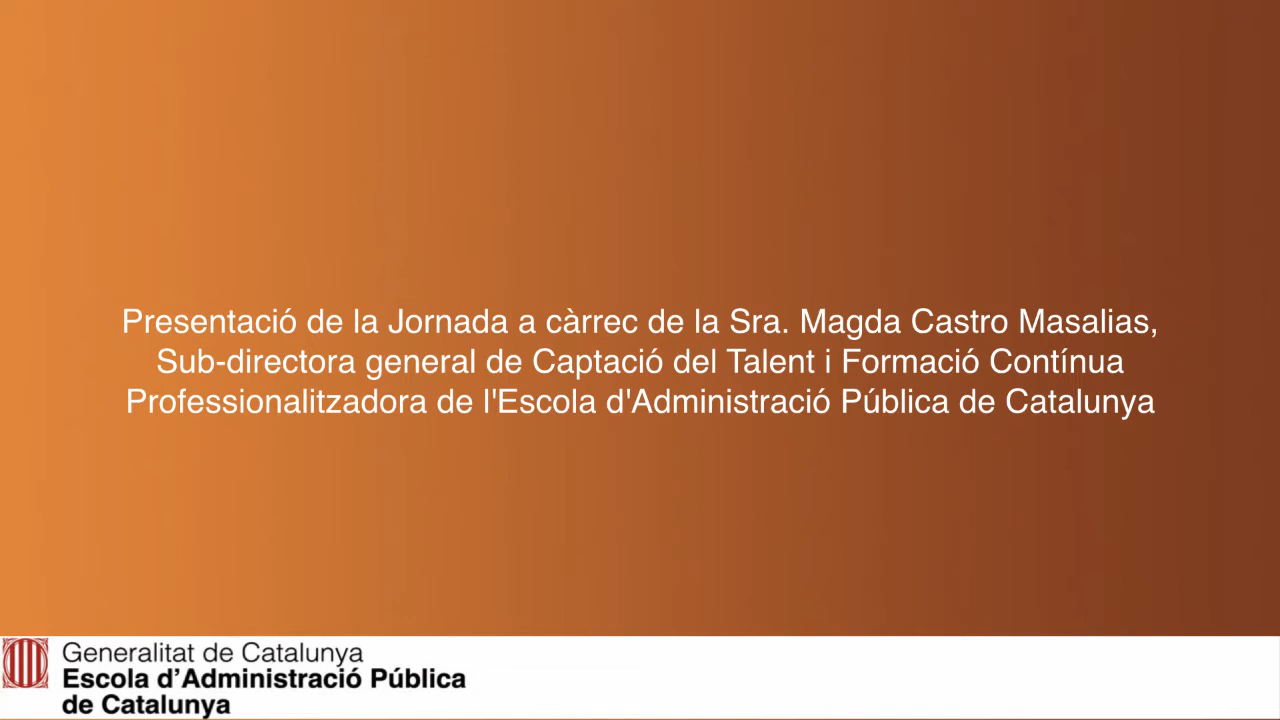 Presentació de la Jornada a càrrec de la Sra. Magda Castro Masalias,
Sub-directora general de Captació del Talent i Formació Contínua
Professionalitzadora de l'Escola d'Administració Pública de Catalunya
Generalitat de Catalunya
Escola d’Administració Pública
de Catalunya